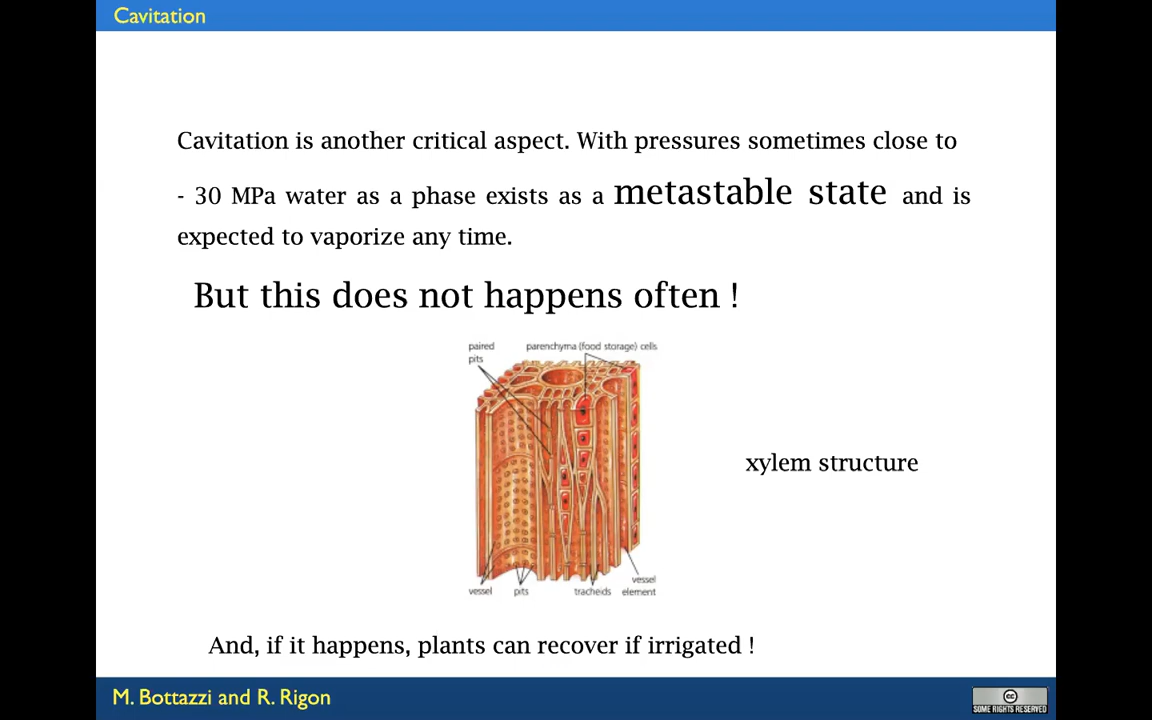 Cavitation
Cavitation is another critical aspect. With pressures sometimes close to
- 30 MPa water as a phase exists as a metastable state and is
expected to vaporize any time.
But this does not happens often !
paired
pits
parenchyma (food storage) cells
xylem structure
vessel
pits
tracheids
vessel
element
And, if it happens, plants can recover if irrigated !
M. Bottazzi and R. Rigon
cc
SOME RIGHTS RESERVED